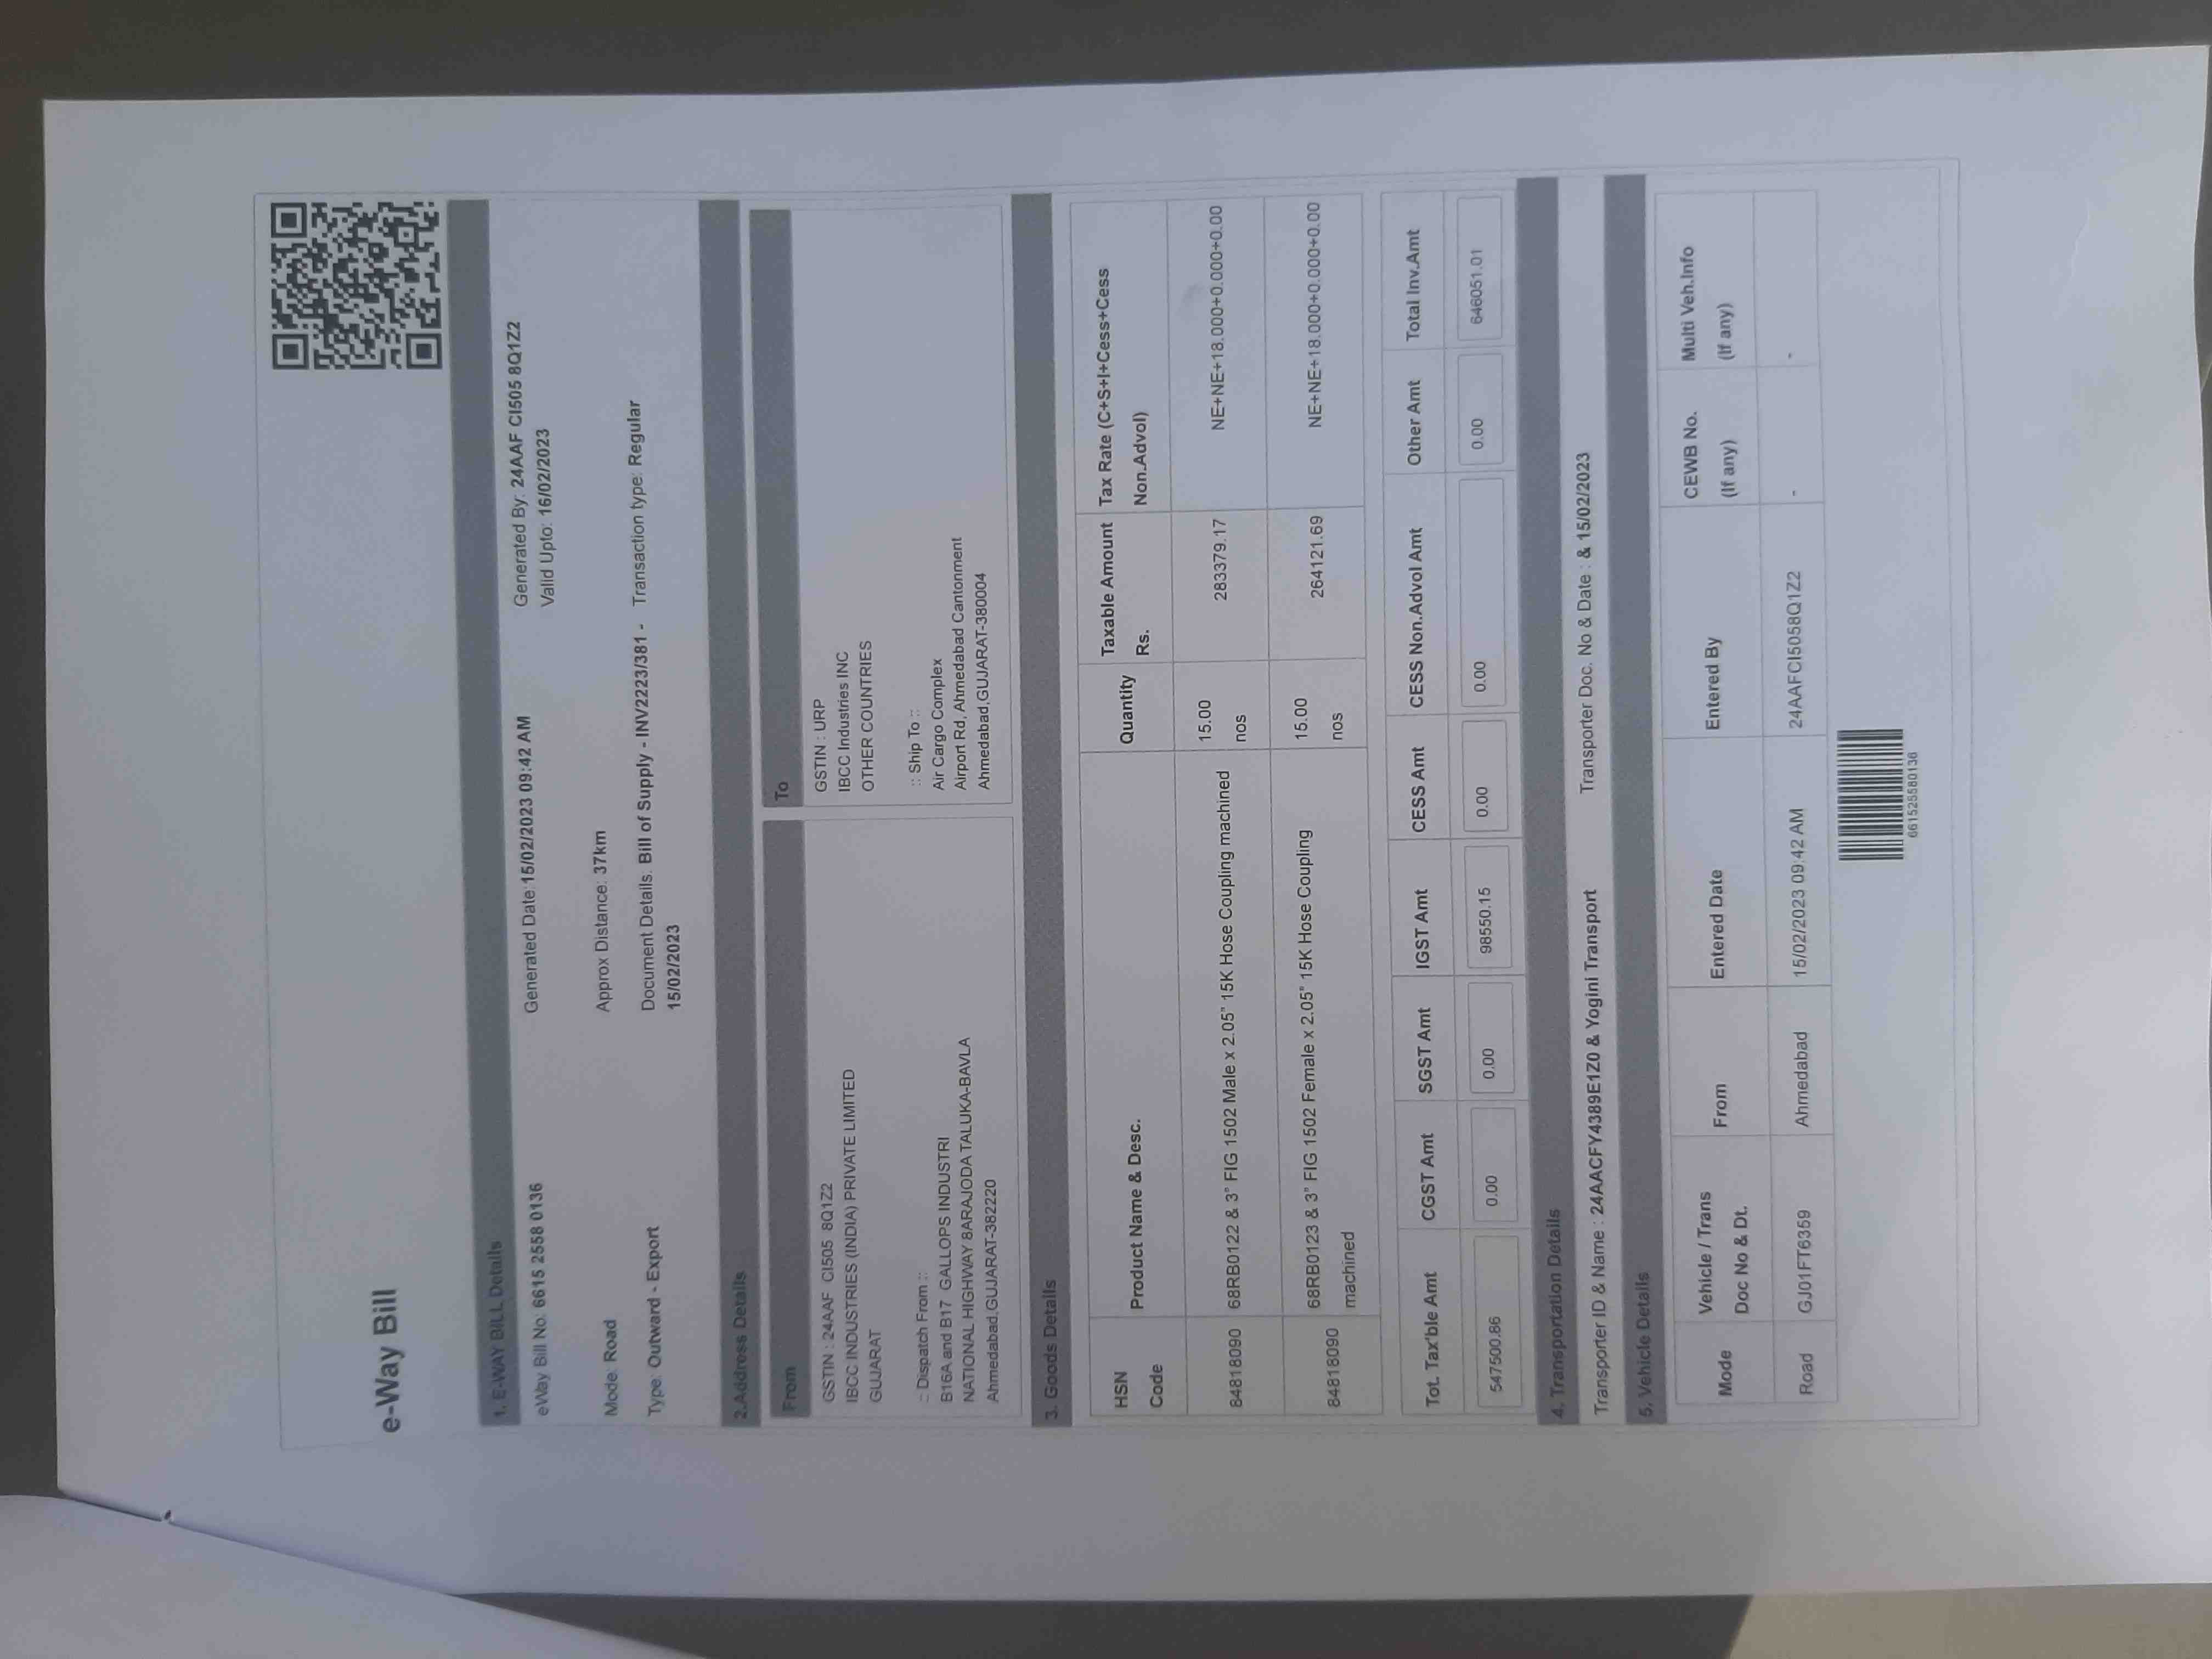 e-Way Bill
1. E-WAY BILL Details
eWay Bill No: 6615 2558 0136
Generated Date:15/02/2023 09:42 AM
Generated By: 24AAF CI505 8Q1Z2
Valid Upto: 16/02/2023
Mode: Road
Approx Distance: 37km
Type: Outward - Export
Document Details: Bill of Supply - INV2223/381 -
15/02/2023
Transaction type: Regular
2.Address Details
From
GSTIN : 24AAF CI505 8Q1Z2
IBCC INDUSTRIES (INDIA) PRIVATE LIMITED
GUJARAT
:: Dispatch From ::
B16A and B17 GALLOPS INDUSTRI
NATIONAL HIGHWAY 8ARAJODA TALUKA-BAVLA
Ahmedabad,GUJARAT-382220
To
GSTIN : URP
IBCC Industries INC
OTHER COUNTRIES
:: Ship To ::
Air Cargo Complex
Airport Rd, Ahmedabad Cantonment
Ahmedabad,GUJARAT-380004
3. Goods Details
HSN Code Product Name & Desc. Quantity Taxable Amount Rs. Tax Rate (C+S+I+Cess+Cess Non.Advol)
84818090 68RB0122 & 3" FIG 1502 Male x 2.05" 15K Hose Coupling machined 15.00 nos 283379.17 NE+NE+18.000+0.000+0.00
84818090 68RB0123 & 3" FIG 1502 Female x 2.05" 15K Hose Coupling machined 15.00 nos 264121.69 NE+NE+18.000+0.000+0.00
Tot. Tax'ble Amt CGST Amt SGST Amt IGST Amt CESS Amt CESS Non.Advol Amt Other Amt Total Inv.Amt
547500.86 0.00 0.00 98550.15 0.00 0.00 0.00 646051.01
4. Transportation Details
Transporter ID & Name : 24AACFY4389E1Z0 & Yogini Transport
Transporter Doc. No & Date : & 15/02/2023
5. Vehicle Details
Mode Vehicle / Trans Doc No & Dt. From Entered Date Entered By CEWB No. (If any) Multi Veh.Info (If any)
Road GJ01FT6359 Ahmedabad 15/02/2023 09:42 AM 24AAFCI5058Q1Z2 - -
661525580136